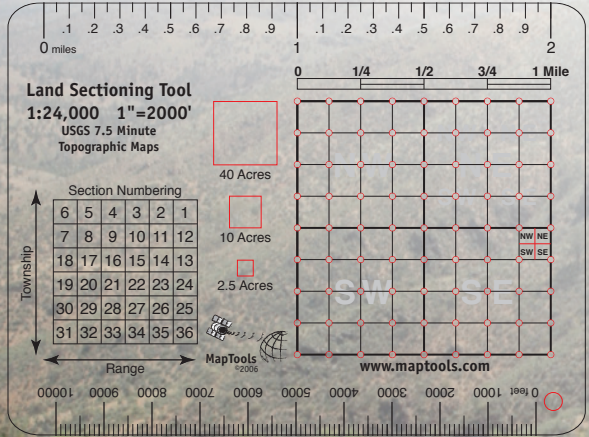 .1 .2 .3 .4 .5 .6 .7 .8 .9 .1 .2 .3 .4 .5 .6 .7 .8 .9
0 miles 1 2
Land Sectioning Tool
1:24,000 1"=2000'
USGS 7.5 Minute
Topographic Maps
0 1/4 1/2 3/4 1 Mile
40 Acres
10 Acres
2.5 Acres
Section Numbering
6 5 4 3 2 1
7 8 9 10 11 12
18 17 16 15 14 13
19 20 21 22 23 24
30 29 28 27 26 25
31 32 33 34 35 36
Township
Range
NW NE
SW SE
SW SE
MapTools
©2006
www.maptools.com
0 feet 1000 2000 3000 4000 5000 6000 7000 8000 9000 10000